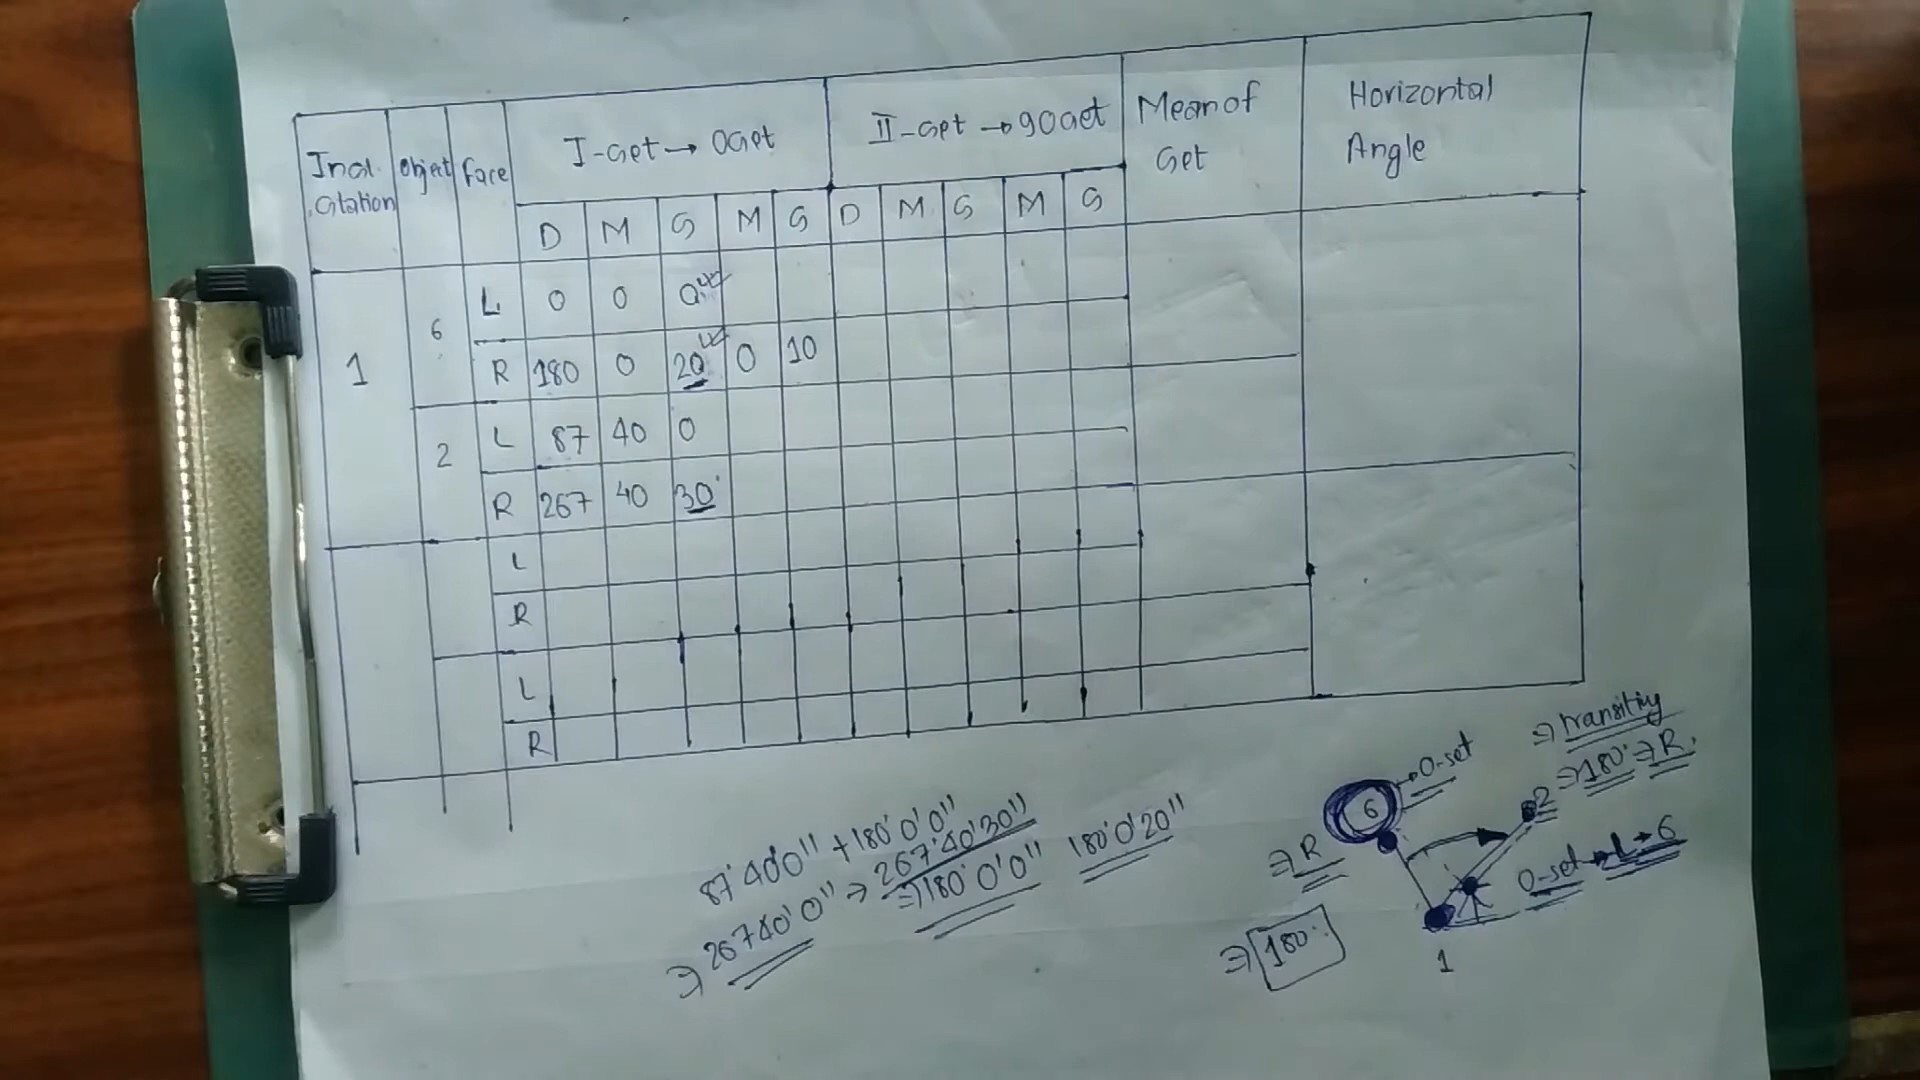 Inst. Station Object face I-set → 0set II-set → 90set Mean of Set Horizontal Angle
D M S M S D M S M S
1 6 L 0 0 0
R 180 0 20 0 10
2 L 87 40 0
R 267 40 30
L
R
L
R
87°40'0" + 180°0'0"
⇒ 267°40'0" → 267°40'30"
⇒ 180°0'0" 180°0'20"
6 → 0-set
⇒ transiting
⇒ 180° ⇒ R.
2
⇒ R
0-set → L → 6
⇒ 180°
1